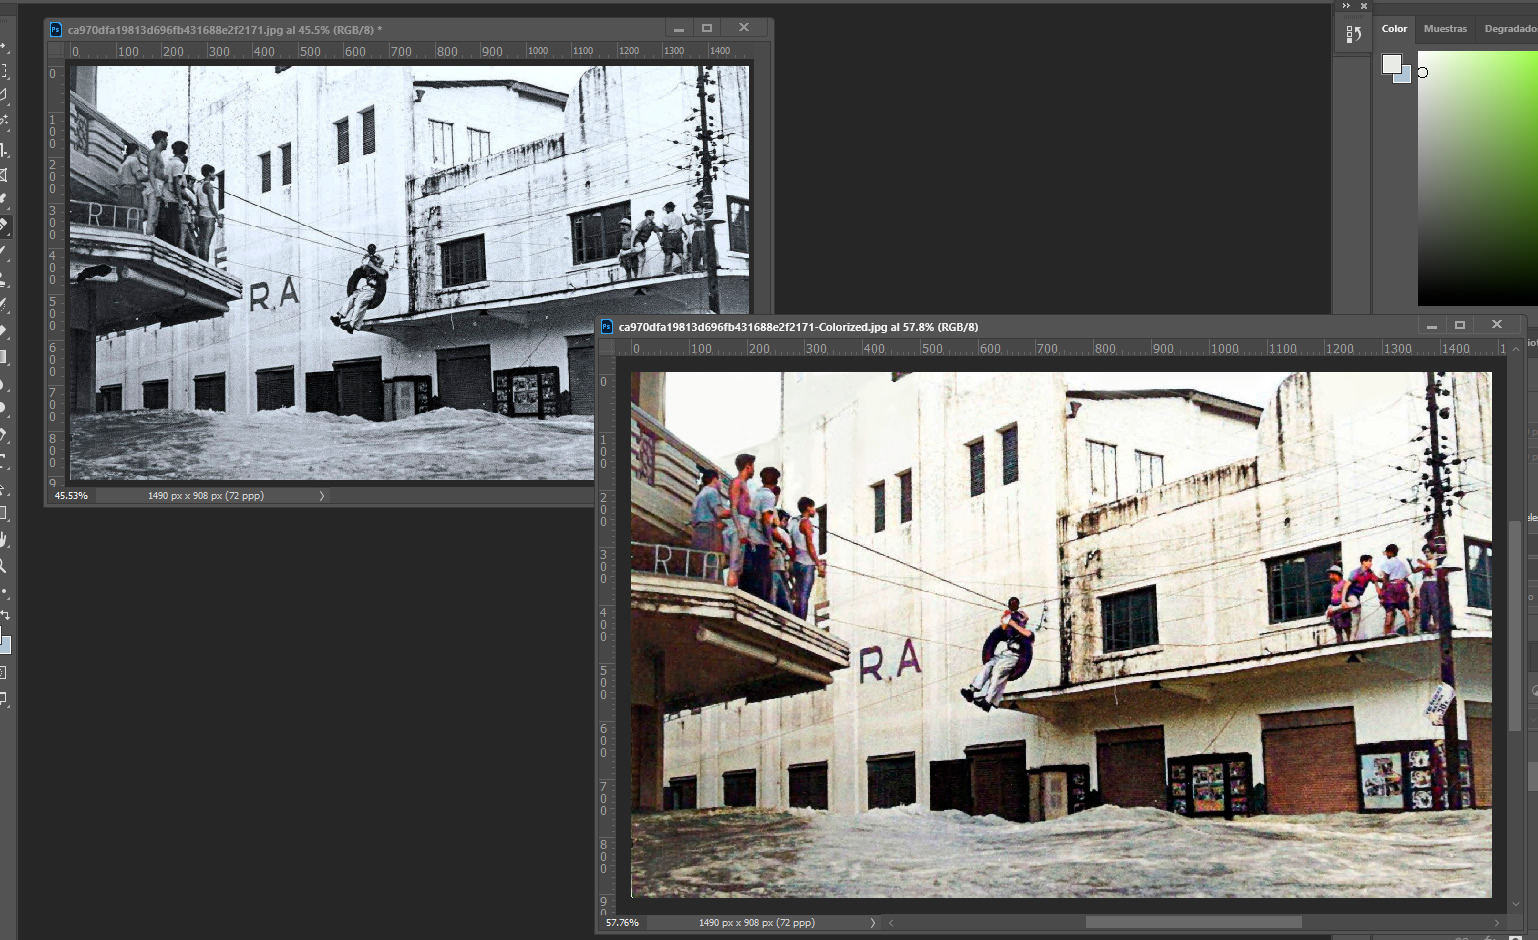 ca970dfa19813d696fb431688e2f2171.jpg al 45.5% (RGB/8) *
0 100 200 300 400 500 600 700 800 900 1000 1100 1200 1300 1400
0
100
200
300
400
500
600
700
800
9
RIA
E
R.A
45.53% 1490 px x 908 px (72 ppp)
Color Muestras Degradado
Ps ca970dfa19813d696fb431688e2f2171-Colorized.jpg al 57.8% (RGB/8)
0 100 200 300 400 500 600 700 800 900 1000 1100 1200 1300 1400 1
0
100
200
300
400
500
600
700
800
90
RIA
E
R.A
57.76% 1490 px x 908 px (72 ppp)